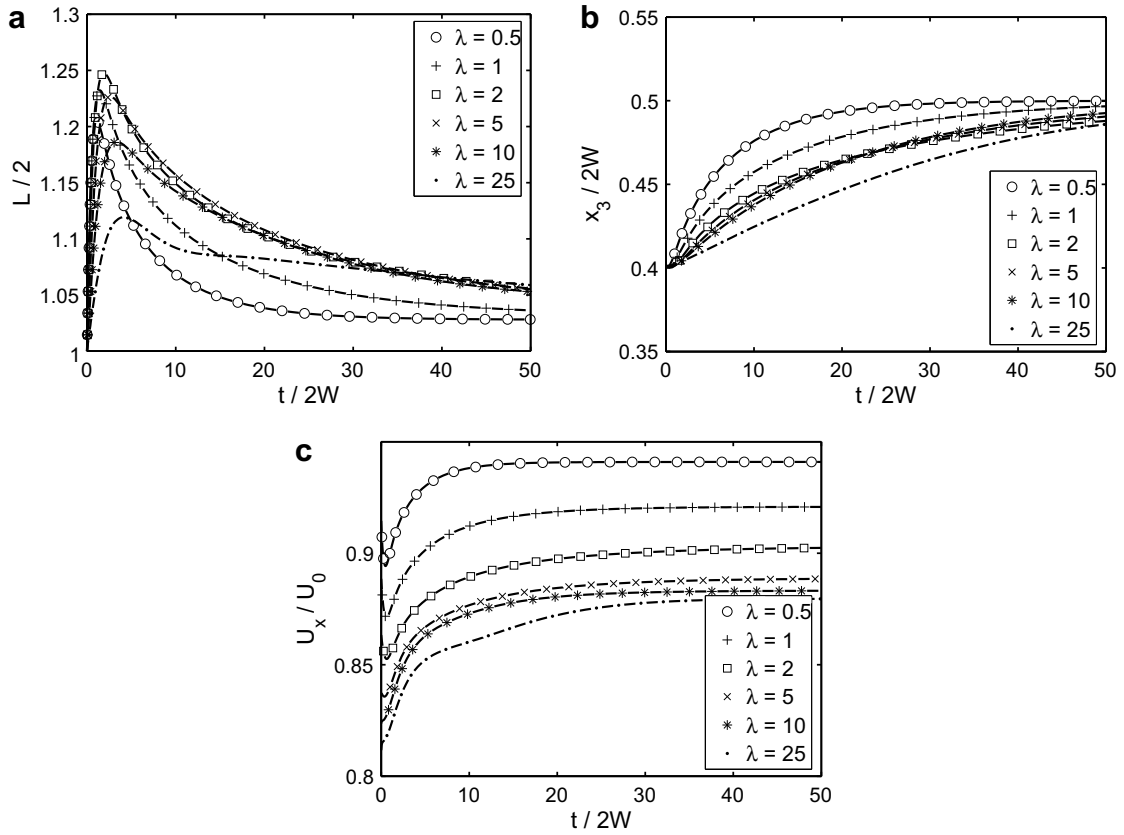 a
1.3
1.25
1.2
1.15
1.1
1.05
1
L / 2
0
10
20
30
40
50
t / 2W
λ = 0.5
λ = 1
λ = 2
λ = 5
λ = 10
λ = 25
b
0.55
0.5
0.45
0.4
0.35
x₃ / 2W
0
10
20
30
40
50
t / 2W
λ = 0.5
λ = 1
λ = 2
λ = 5
λ = 10
λ = 25
c
0.9
0.85
0.8
Uₓ / U₀
0
10
20
30
40
50
t / 2W
λ = 0.5
λ = 1
λ = 2
λ = 5
λ = 10
λ = 25